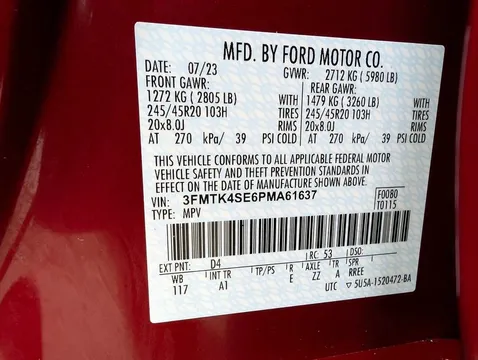 MFD. BY FORD MOTOR CO.
DATE: 07/23 GVWR: 2712 KG ( 5980 LB)
FRONT GAWR: REAR GAWR:
1272 KG ( 2805 LB) WITH 1479 KG ( 3260 LB) WITH
245/45R20 103H TIRES 245/45R20 103H TIRES
20x8.0J RIMS 20x8.0J RIMS
AT 270 kPa/ 39 PSI COLD AT 270 kPa/ 39 PSI COLD
THIS VEHICLE CONFORMS TO ALL APPLICABLE FEDERAL MOTOR
VEHICLE SAFETY AND THEFT PREVENTION STANDARDS IN
EFFECT ON THE DATE OF MANUFACTURE SHOWN ABOVE.
VIN: 3FMTK4SE6PMA61637 F0080
TYPE: MPV T0115
EXT PNT: D4 RC: 53 DSO:
WB INT TR TP/PS R AXLE TR SPR
117 A1 E ZZ A RREE
UTC ▽ 5U5A-1520472-BA